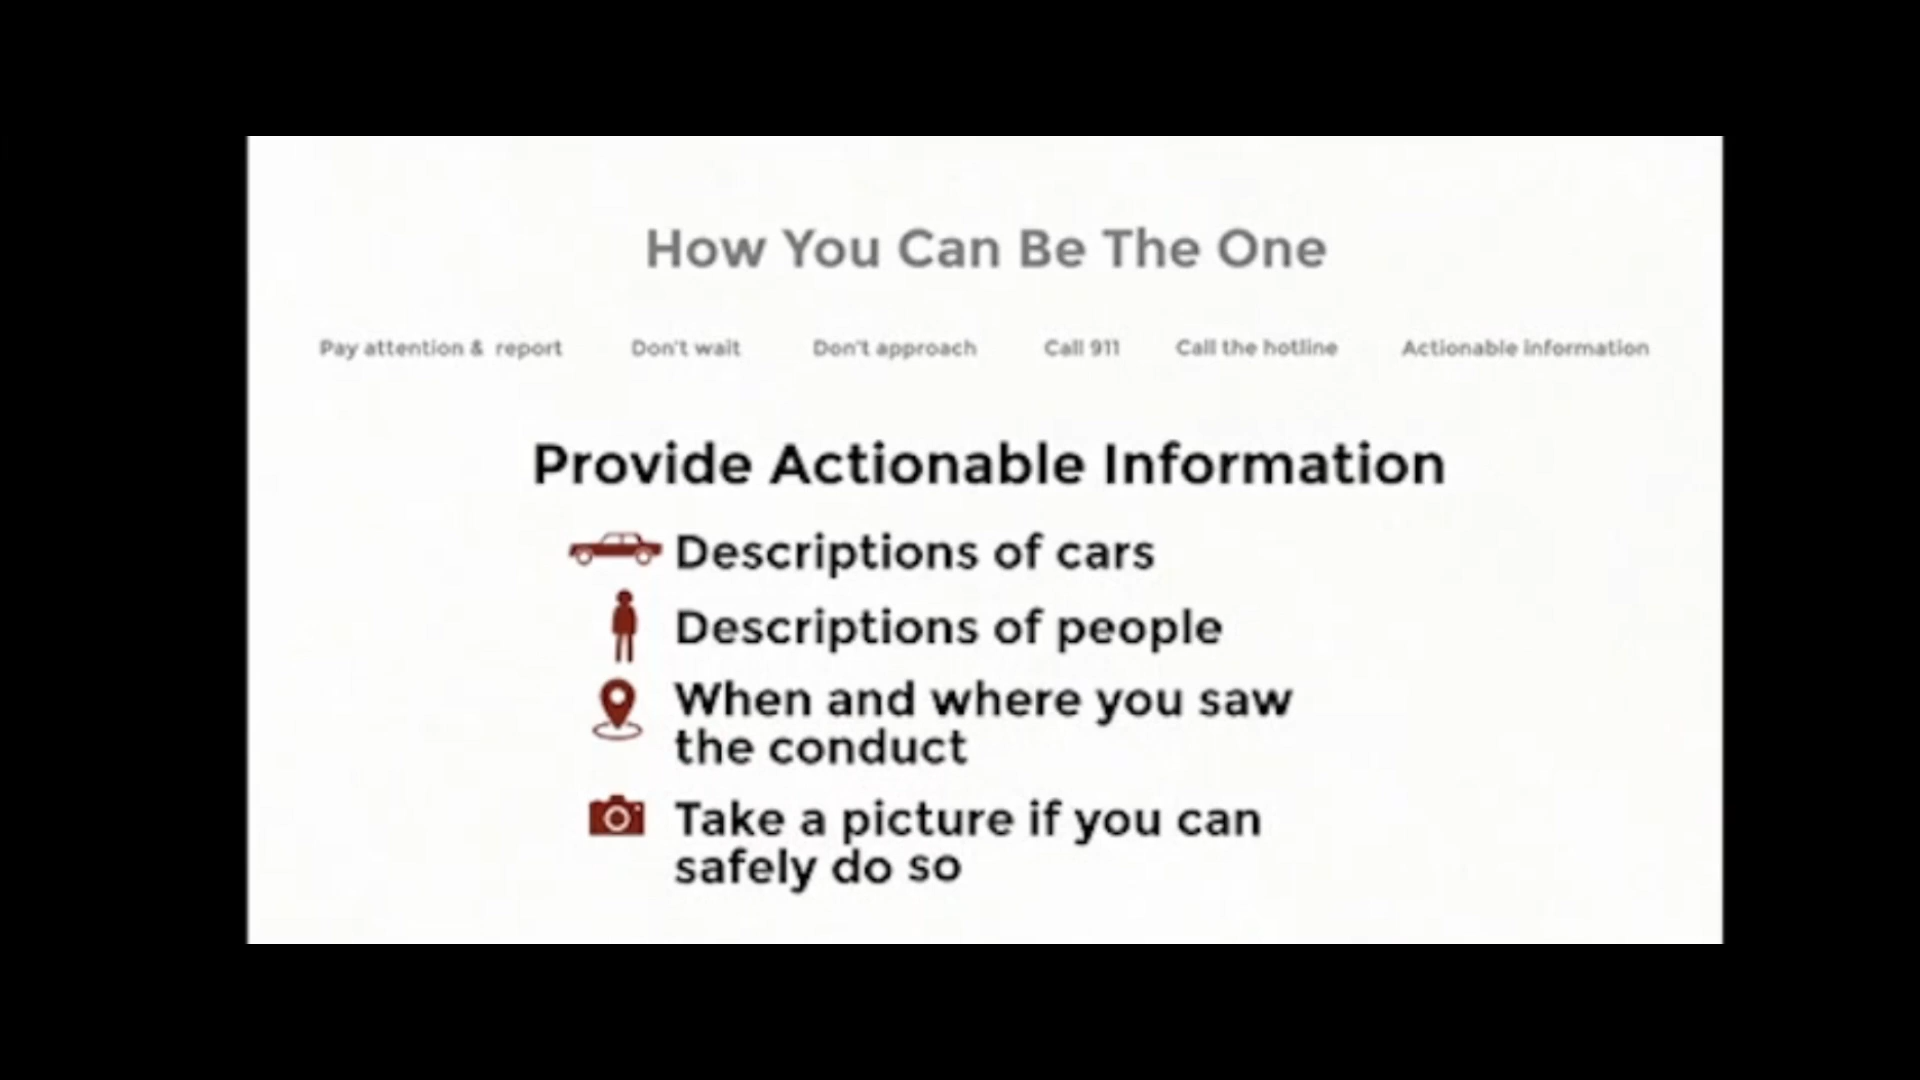 How You Can Be The One
Pay attention & report Don't wait Don't approach Call 911 Call the hotline Actionable information
Provide Actionable Information
Descriptions of cars
Descriptions of people
When and where you saw
the conduct
Take a picture if you can
safely do so